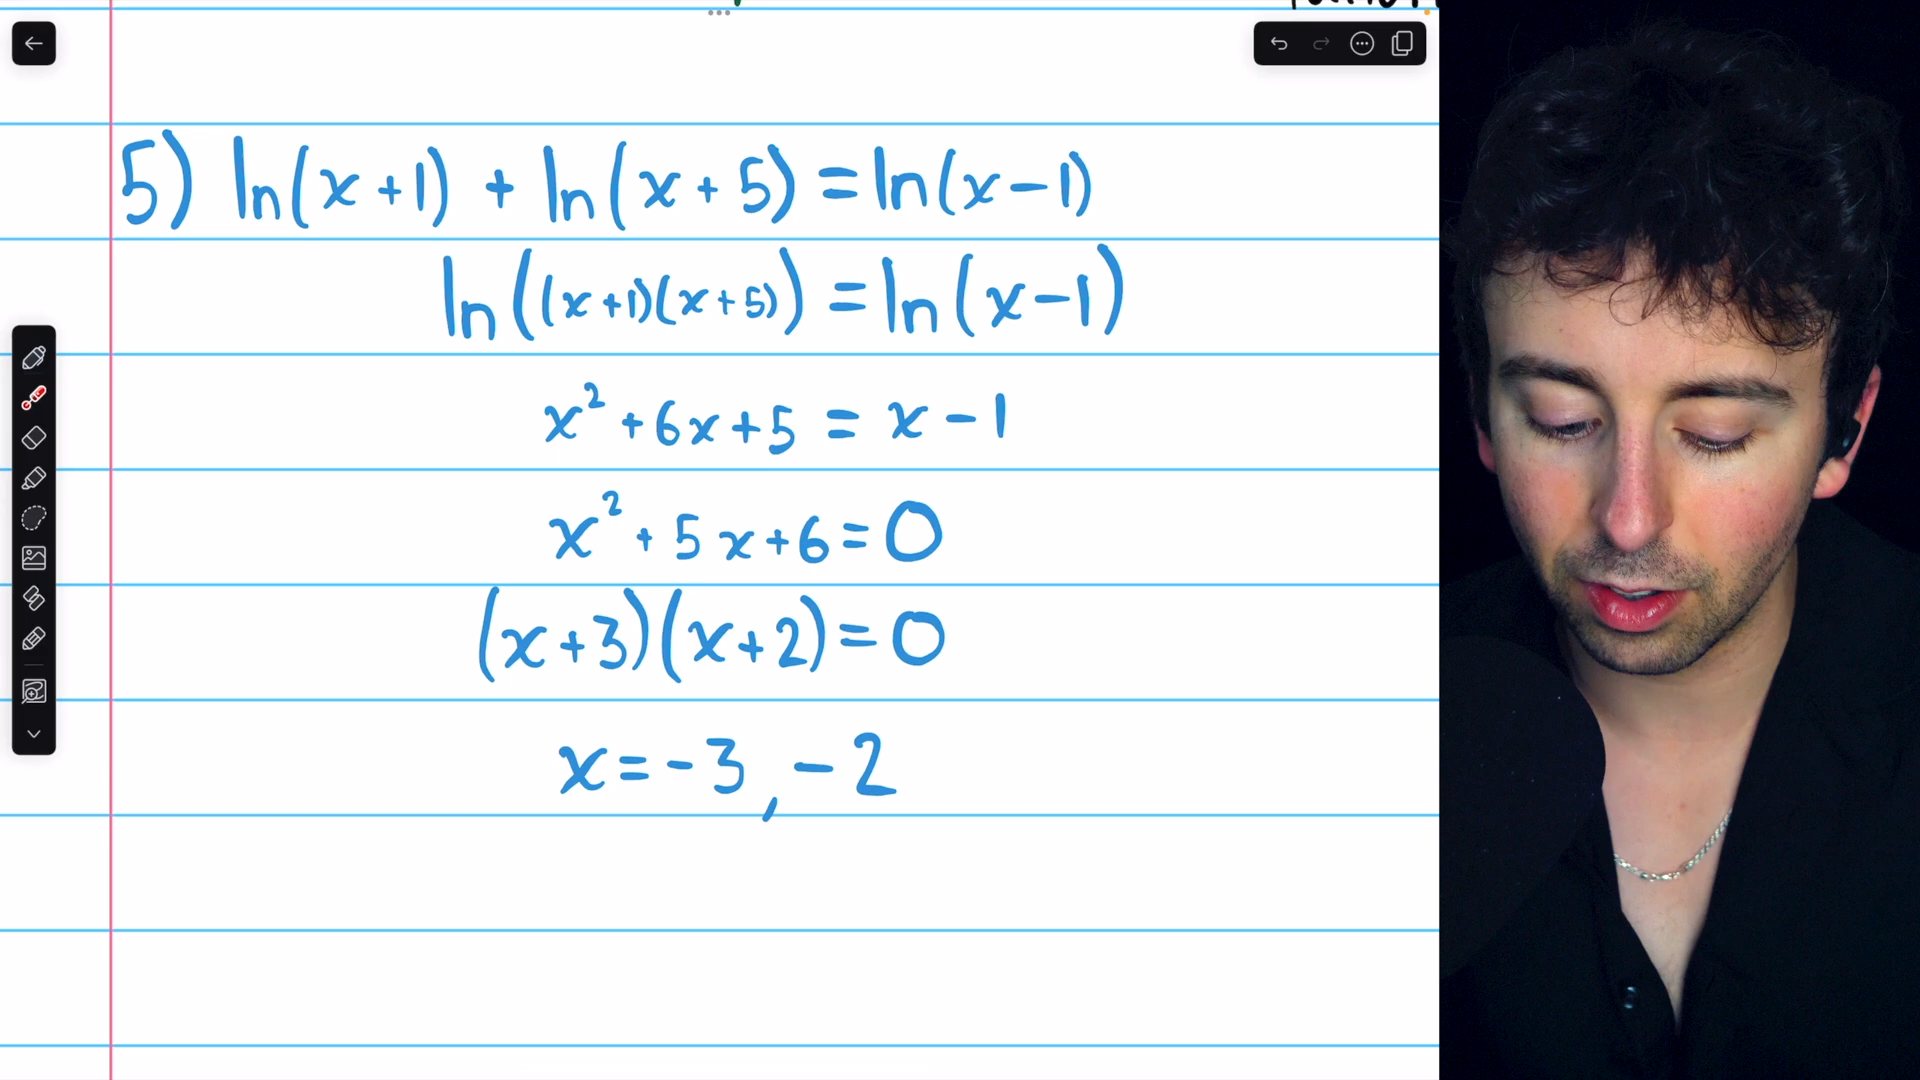 5) ln(x+1) + ln(x+5) = ln(x-1)
ln((x+1)(x+5)) = ln(x-1)
x² + 6x + 5 = x - 1
x² + 5x + 6 = 0
(x+3)(x+2) = 0
x = -3, -2